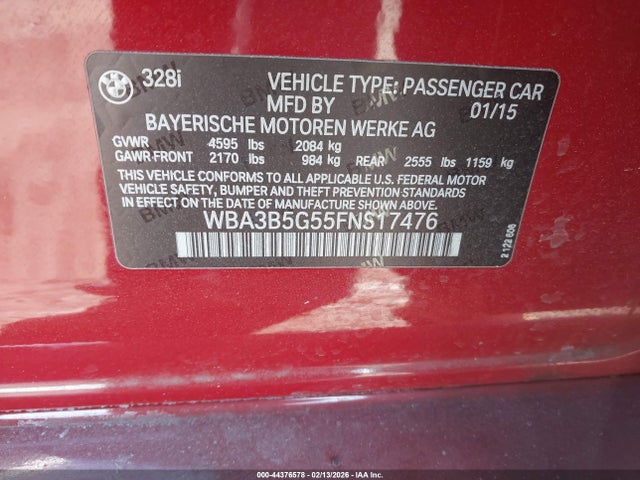 328i
VEHICLE TYPE: PASSENGER CAR
MFD BY 01/15
BAYERISCHE MOTOREN WERKE AG
GVWR 4595 lbs 2084 kg
GAWR FRONT 2170 lbs 984 kg REAR 2555 lbs 1159 kg
THIS VEHICLE CONFORMS TO ALL APPLICABLE U.S. FEDERAL MOTOR
VEHICLE SAFETY, BUMPER AND THEFT PREVENTION STANDARDS
IN EFFECT ON THE DATE OF MANUFACTURE SHOWN ABOVE.
WBA3B5G55FNS17476
2122608
000-44376578 - 02/13/2026 - IAA Inc.